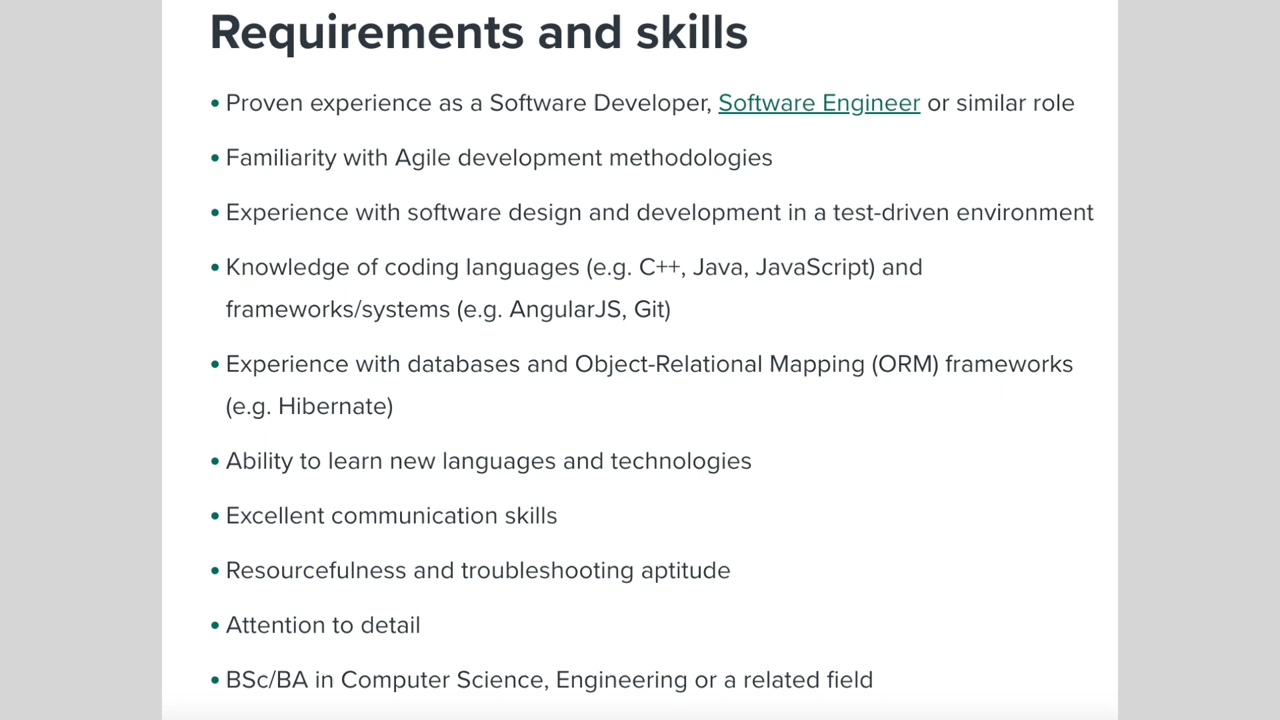 Requirements and skills
• Proven experience as a Software Developer, Software Engineer or similar role
• Familiarity with Agile development methodologies
• Experience with software design and development in a test-driven environment
• Knowledge of coding languages (e.g. C++, Java, JavaScript) and
frameworks/systems (e.g. AngularJS, Git)
• Experience with databases and Object-Relational Mapping (ORM) frameworks
(e.g. Hibernate)
• Ability to learn new languages and technologies
• Excellent communication skills
• Resourcefulness and troubleshooting aptitude
• Attention to detail
• BSc/BA in Computer Science, Engineering or a related field